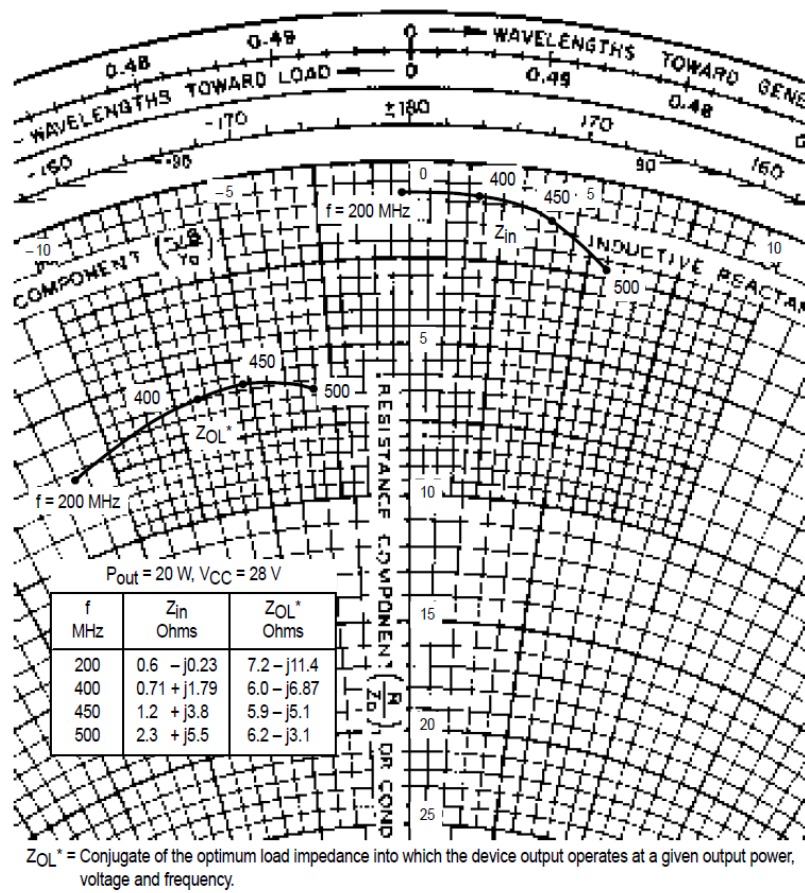 0.48
0.49
0
WAVELENGTHS TOWARD GENE
WAVELENGTHS TOWARD LOAD
0
0.49
0.48
-160
-170
±180
170
160
-90
90
-10
-5
0
5
10
f = 200 MHz
400
450
500
Zin
COMPONENT
INDUCTIVE REACTAN
5
450
400
500
ZOL*
f = 200 MHz
RESISTANCE COMPONENT (R/Zo), OR COND
10
15
20
25
Pout = 20 W, VCC = 28 V
f MHz Zin Ohms ZOL* Ohms
200 0.6 – j0.23 7.2 – j11.4
400 0.71 + j1.79 6.0 – j6.87
450 1.2 + j3.8 5.9 – j5.1
500 2.3 + j5.5 6.2 – j3.1
ZOL* = Conjugate of the optimum load impedance into which the device output operates at a given output power,
voltage and frequency.